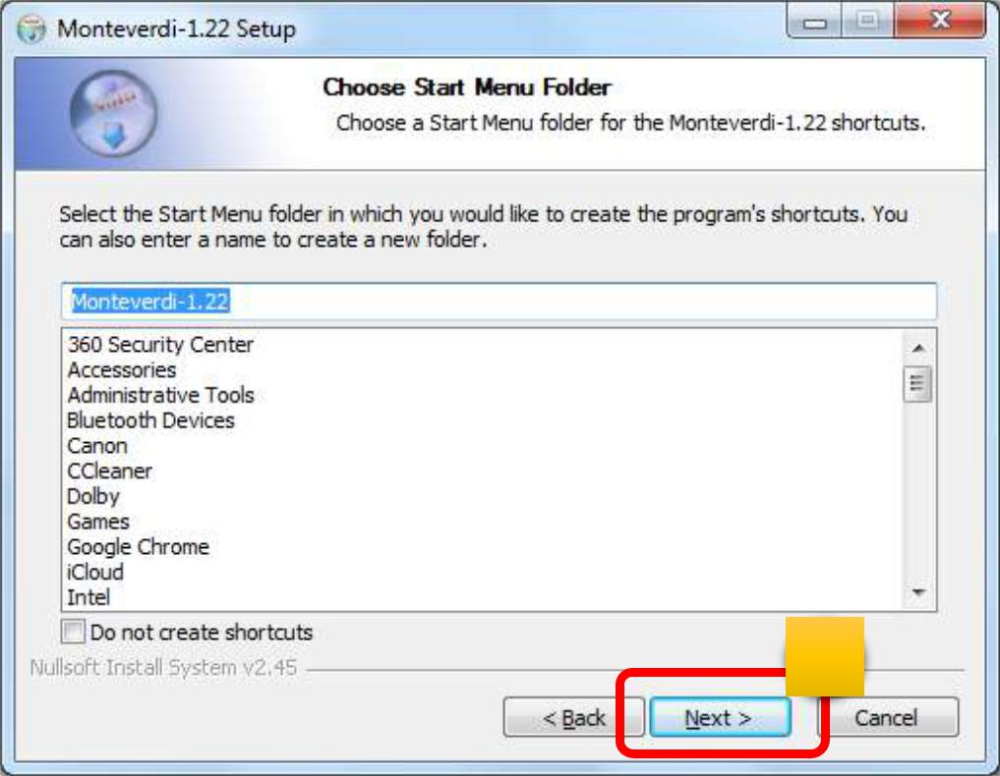 Monteverdi-1.22 Setup
Choose Start Menu Folder
Choose a Start Menu folder for the Monteverdi-1.22 shortcuts.
Select the Start Menu folder in which you would like to create the program's shortcuts. You
can also enter a name to create a new folder.
Monteverdi-1.22
360 Security Center
Accessories
Administrative Tools
Bluetooth Devices
Canon
CCleaner
Dolby
Games
Google Chrome
iCloud
Intel
Do not create shortcuts
Nullsoft Install System v2.45
< Back Next > Cancel